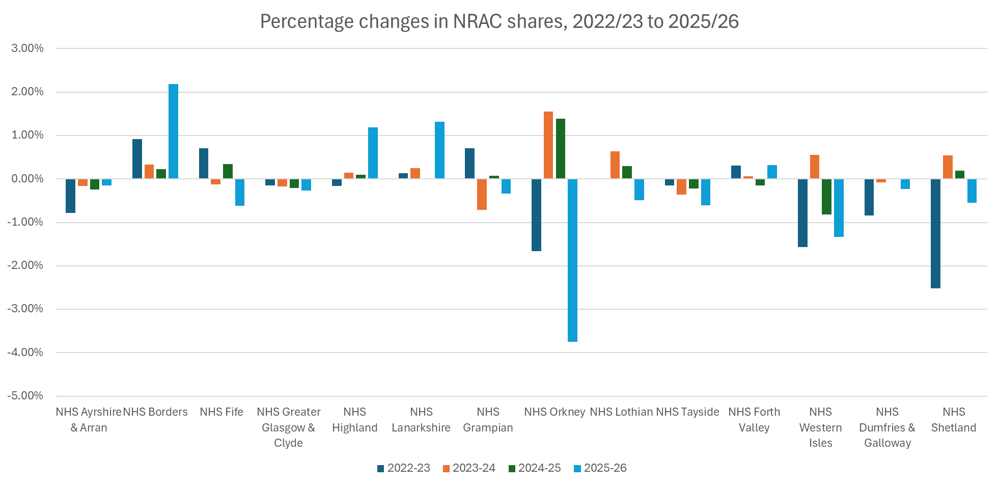 Percentage changes in NRAC shares, 2022/23 to 2025/26
3.00%
2.00%
1.00%
0.00%
-1.00%
-2.00%
-3.00%
-4.00%
-5.00%
NHS Ayrshire
& Arran
NHS Borders
NHS Fife
NHS Greater
Glasgow &
Clyde
NHS
Highland
NHS
Lanarkshire
NHS
Grampian
NHS Orkney
NHS Lothian
NHS Tayside
NHS Forth
Valley
NHS
Western
Isles
NHS
Dumfries &
Galloway
NHS
Shetland
2022-23
2023-24
2024-25
2025-26